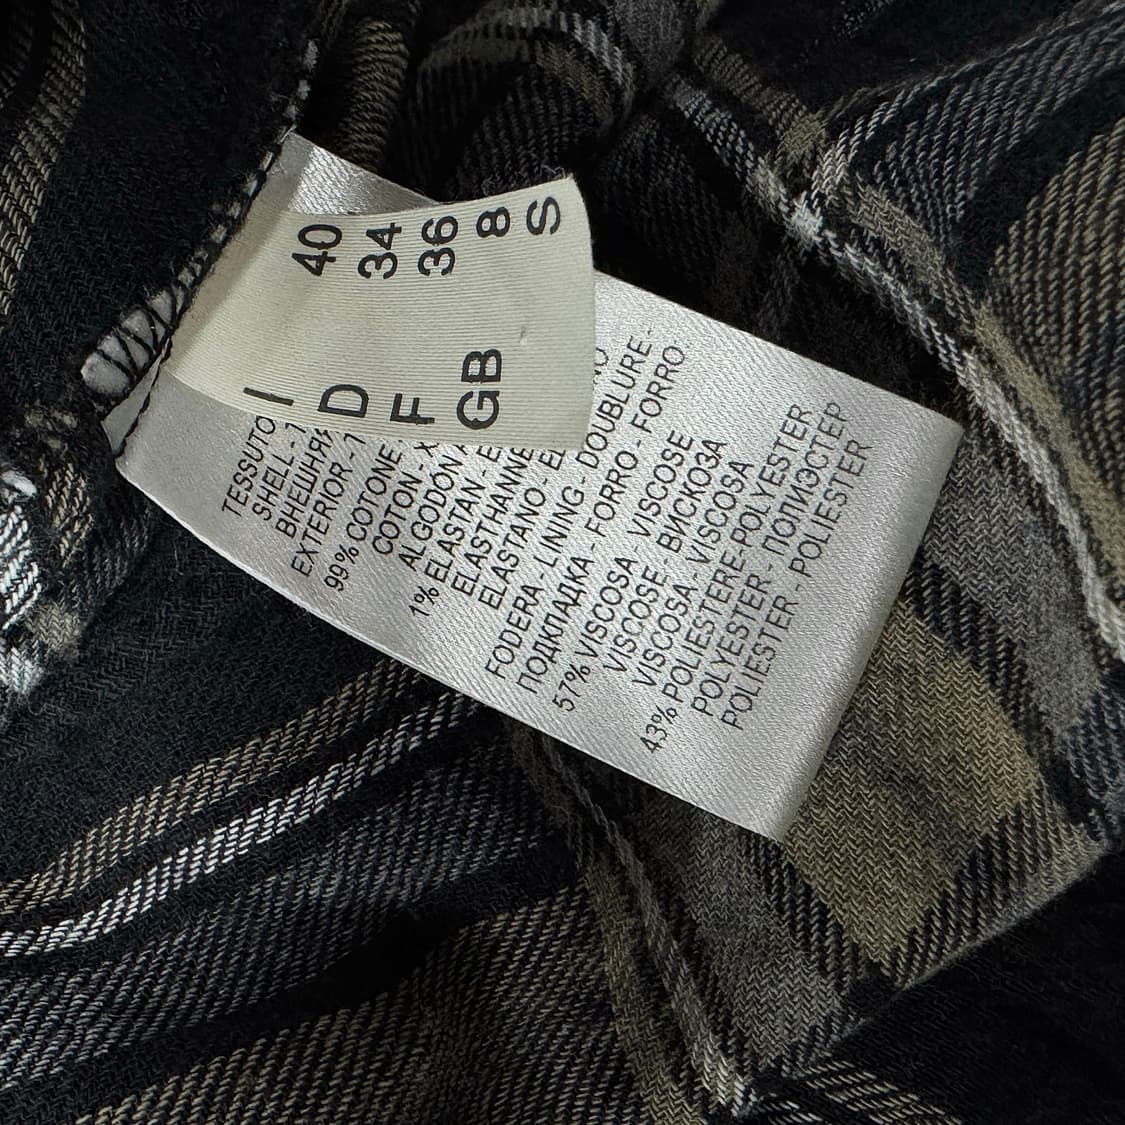 I 40
D 34
F 36
GB 8
S
TESSUTO
SHELL -
ВНЕШНЯЯ
EXTERIOR -
99% COTONE
COTON -
ALGODON
1% ELASTAN -
ELASTHANNE
ELASTANO -
FODERA - LINING - DOUBLURE -
ПОДКЛАДКА - FORRO - FORRO:
57% VISCOSA - VISCOSE
VISCOSE - ВИСКОЗА
VISCOSA - VISCOSA
43% POLIESTERE-POLYESTER
POLYESTER - ПОЛИЭСТЕР
POLIESTER - POLIESTER